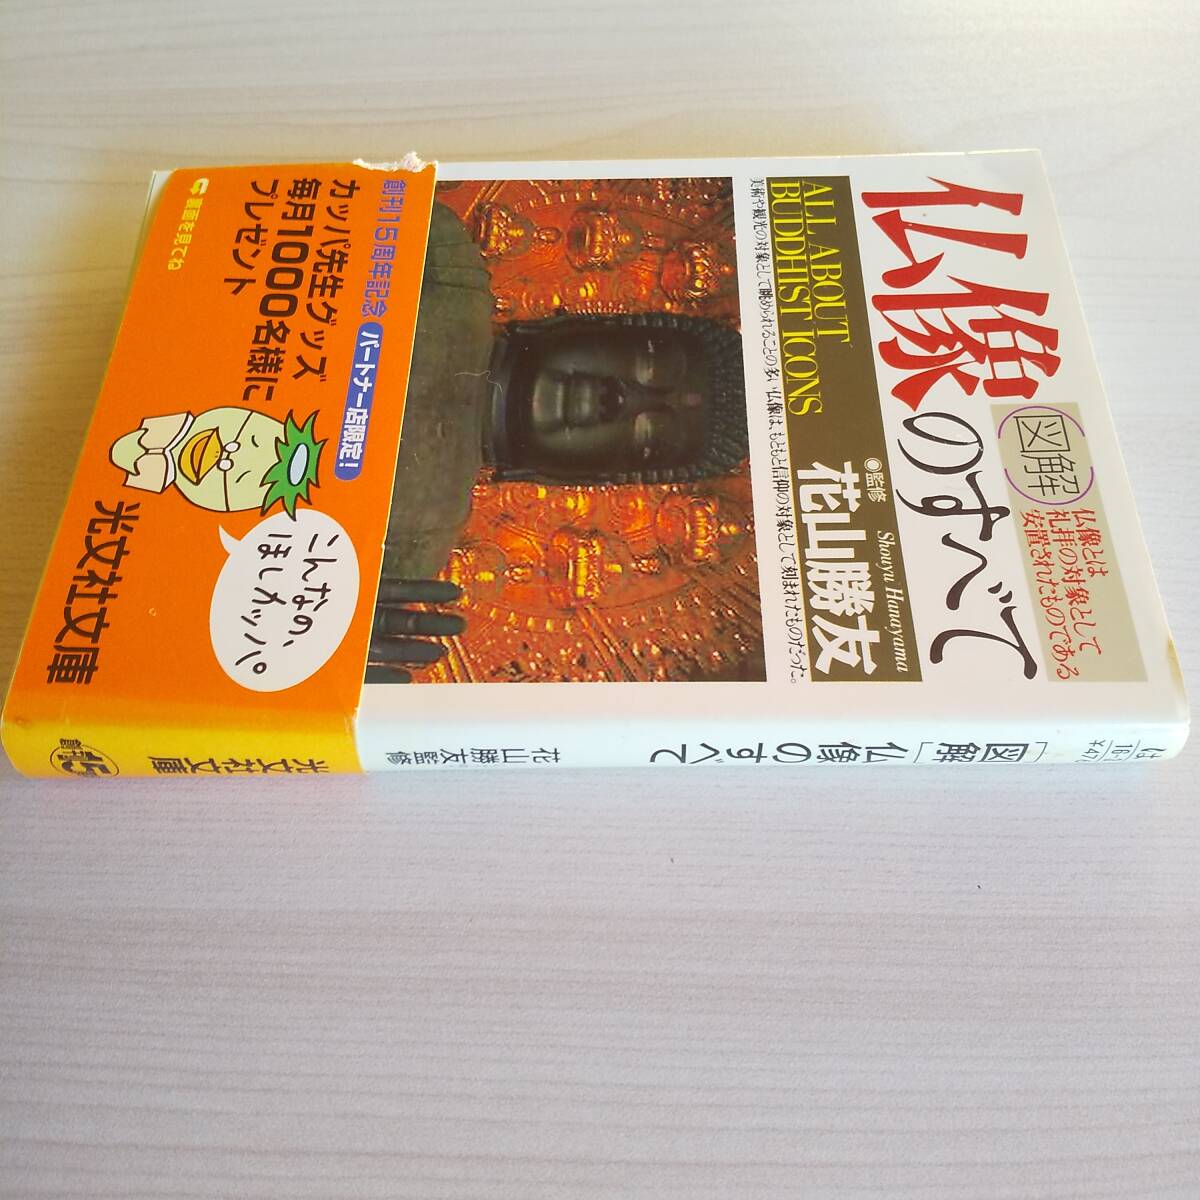 仏像のすべて
図解
仏像とは
礼拝の対象として
安置されたものである
ALL ABOUT
BUDDHIST ICONS
●監修
花山勝友
Shouyu Hanayama
美術や観光の対象として眺められることの多い仏像は、もともと信仰の対象として刻まれたものだった。
創刊15周年記念 パートナー店限定!
カッパ先生グッズ
毎月1000名様に
プレゼント
裏面を見てね
こんなの、
ほしメッノ。
光文社文庫
[図解]仏像のすべて
花山勝友監修
光文社文庫
創刊15